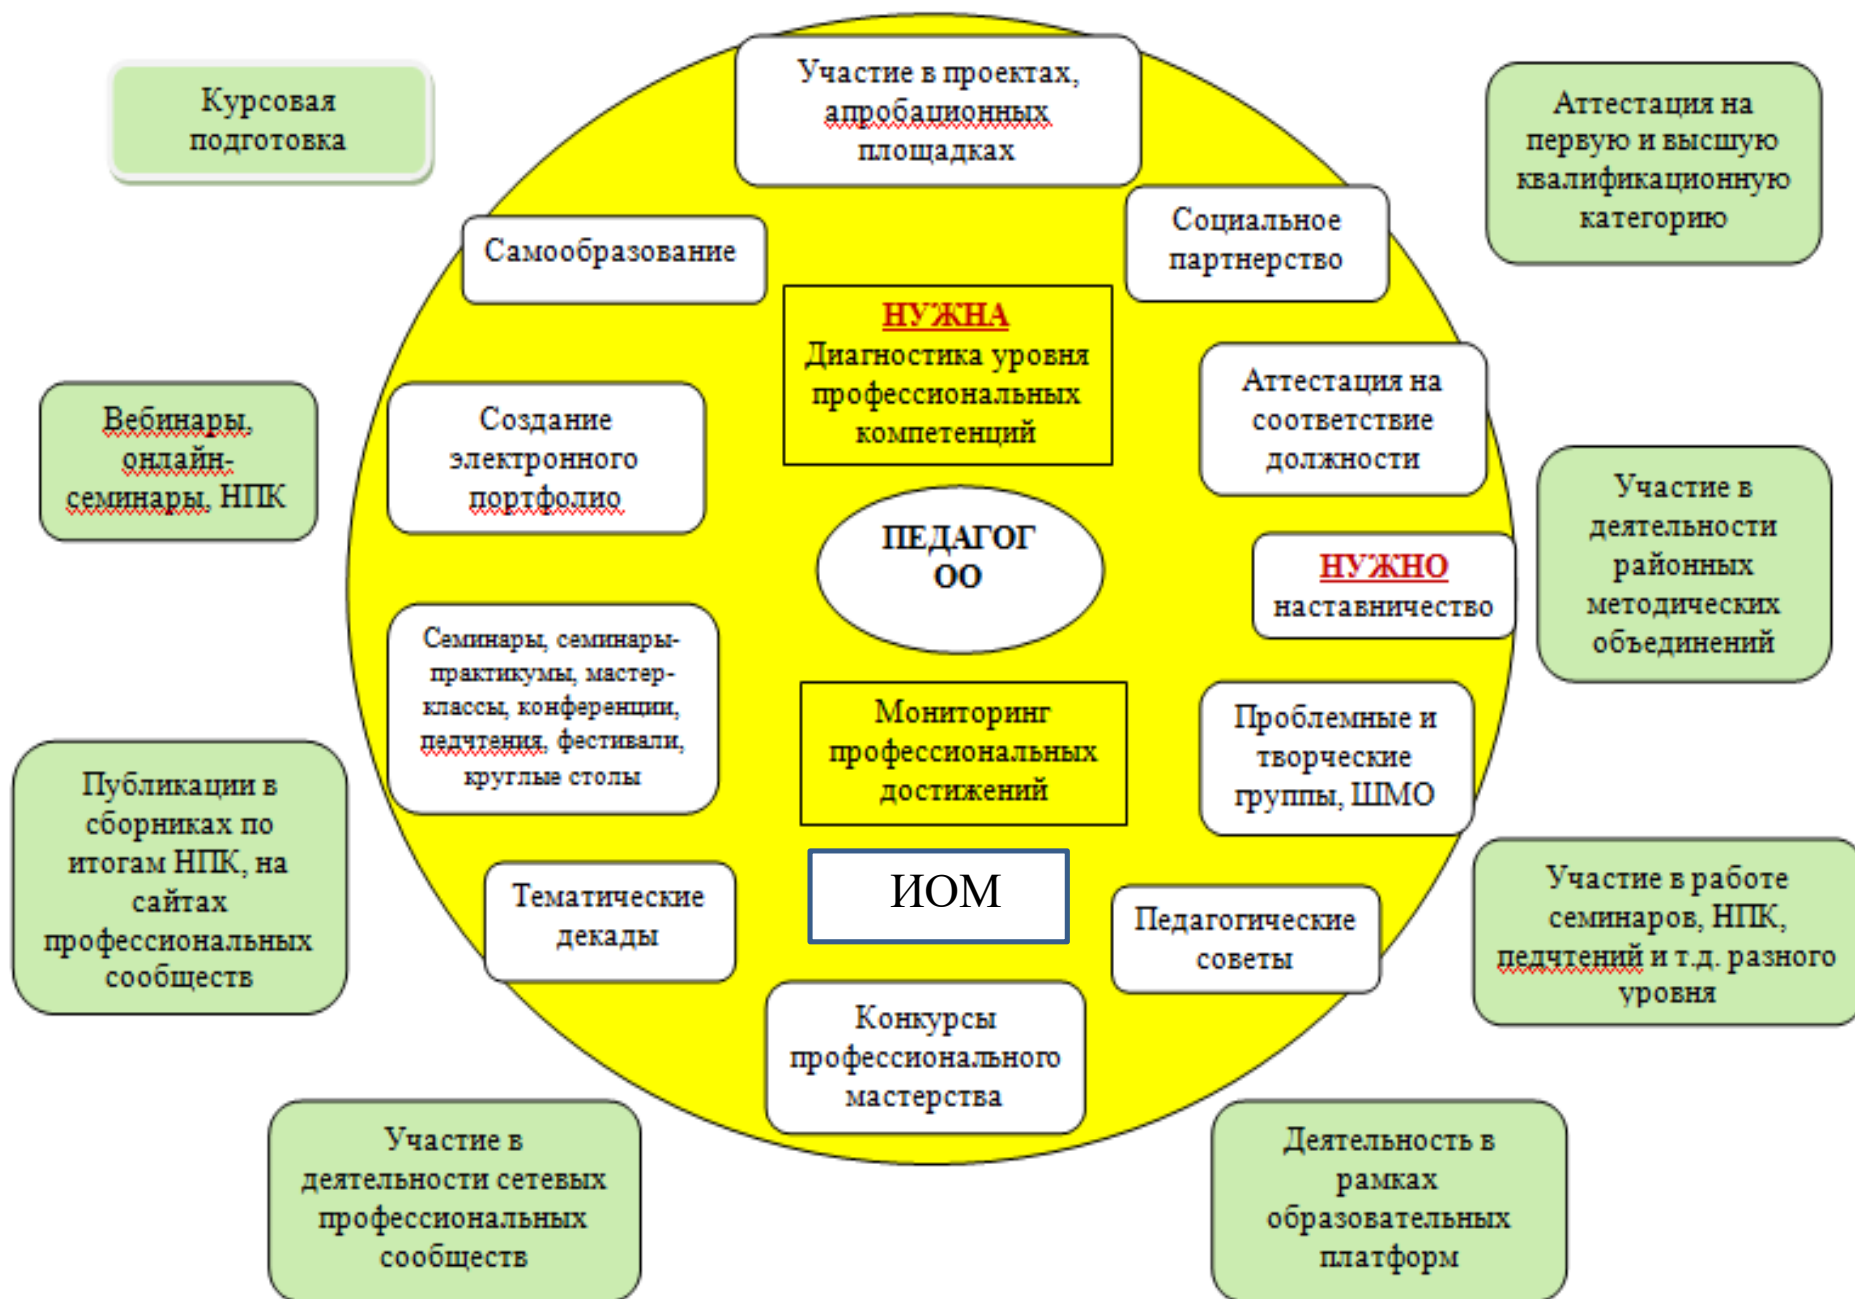 Участие в проектах,
апробационных
площадках
Курсовая
подготовка
Аттестация на
первую и высшую
квалификационную
категорию
Социальное
партнерство
Самообразование
НУЖНА
Диагностика уровня
профессиональных
компетенций
Аттестация на
соответствие
должности
Вебинары,
онлайн-
семинары, НПК
Создание
электронного
портфолио
ПЕДАГОГ
ОО
Участие в
деятельности
районных
методических
объединений
НУЖНО
наставничество
Семинары, семинары-
практикумы, мастер-
классы, конференции,
педчтения, фестивали,
круглые столы
Мониторинг
профессиональных
достижений
Проблемные и
творческие
группы, ШМО
Публикации в
сборниках по
итогам НПК, на
сайтах
профессиональных
сообществ
ИОМ
Тематические
декады
Педагогические
советы
Участие в работе
семинаров, НПК,
педчтений и т.д. разного
уровня
Конкурсы
профессионального
мастерства
Участие в
деятельности сетевых
профессиональных
сообществ
Деятельность в
рамках
образовательных
платформ